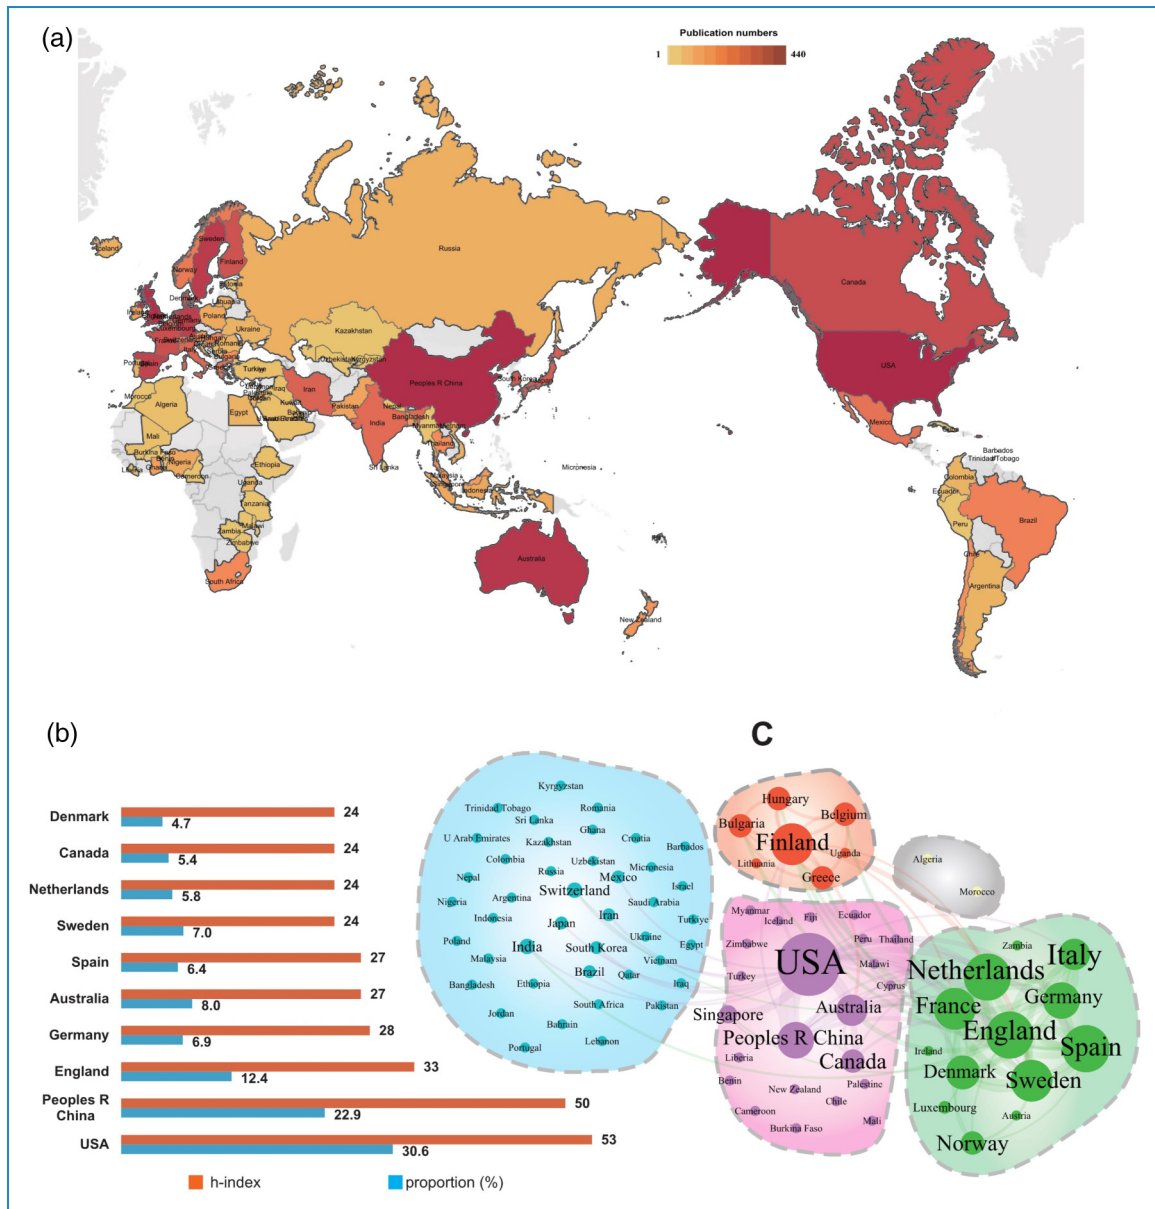 (a)
Publication numbers
1
440
Iceland
Sweden
Norway
Finland
Russia
Estonia
Denmark
Lithuania
Ireland
Poland
Luxembourg
Germany
Ukraine
Kazakhstan
Hungary
Romania
Bulgaria
Italy
Portugal
Spain
Uzbekistan
Kyrgyzstan
Turkiye
Peoples R China
South Korea
Japan
Morocco
Algeria
Iraq
Iran
Kuwait
Egypt
Pakistan
Nepal
Bangladesh
India
Myanmar
Vietnam
Thailand
Mali
Burkina Faso
Benin
Liberia
Ghana
Nigeria
Cameroon
Ethiopia
Sri Lanka
Malaysia
Singapore
Micronesia
Uganda
Indonesia
Tanzania
Malawi
Zambia
Zimbabwe
South Africa
Australia
New Zealand
Canada
USA
Mexico
Cuba
Barbados
Trinidad Tobago
Colombia
Ecuador
Peru
Brazil
Chile
Argentina
(b)
Denmark
24
4.7
Canada
24
5.4
Netherlands
24
5.8
Sweden
24
7.0
Spain
27
6.4
Australia
27
8.0
Germany
28
6.9
England
33
12.4
Peoples R
China
50
22.9
USA
53
30.6
h-index
proportion (%)
C
Kyrgyzstan
Trinidad Tobago
Romania
Sri Lanka
Ghana
U Arab Emirates
Kazakhstan
Croatia
Barbados
Colombia
Uzbekistan
Russia
Mexico
Micronesia
Nepal
Switzerland
Israel
Nigeria
Argentina
Saudi Arabia
Indonesia
Japan
Iran
Turkiye
Poland
India
South Korea
Ukraine
Egypt
Malaysia
Vietnam
Brazil
Qatar
Bangladesh
Ethiopia
Iraq
South Africa
Pakistan
Jordan
Bahrain
Portugal
Lebanon
Hungary
Bulgaria
Belgium
Finland
Lithuania
Uganda
Greece
Algeria
Morocco
Myanmar
Iceland
Fiji
Ecuador
Zimbabwe
Peru
Thailand
USA
Malawi
Turkey
Cyprus
Singapore
Australia
Peoples R China
Canada
Liberia
Benin
New Zealand
Palestine
Chile
Cameroon
Burkina Faso
Mali
Zambia
Italy
Netherlands
France
Germany
England
Spain
Ireland
Denmark
Sweden
Luxembourg
Austria
Norway